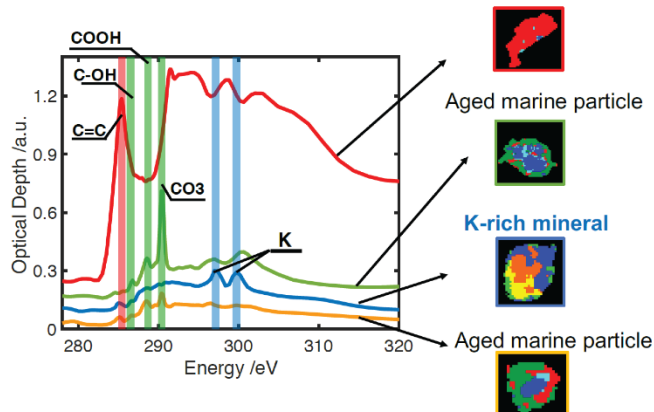 COOH
C-OH
C=C
CO3
K
Optical Depth /a.u.
1.2
0.9
0.6
0.3
0
280
290
300
310
320
Energy /eV
Aged marine particle
K-rich mineral
Aged marine particle